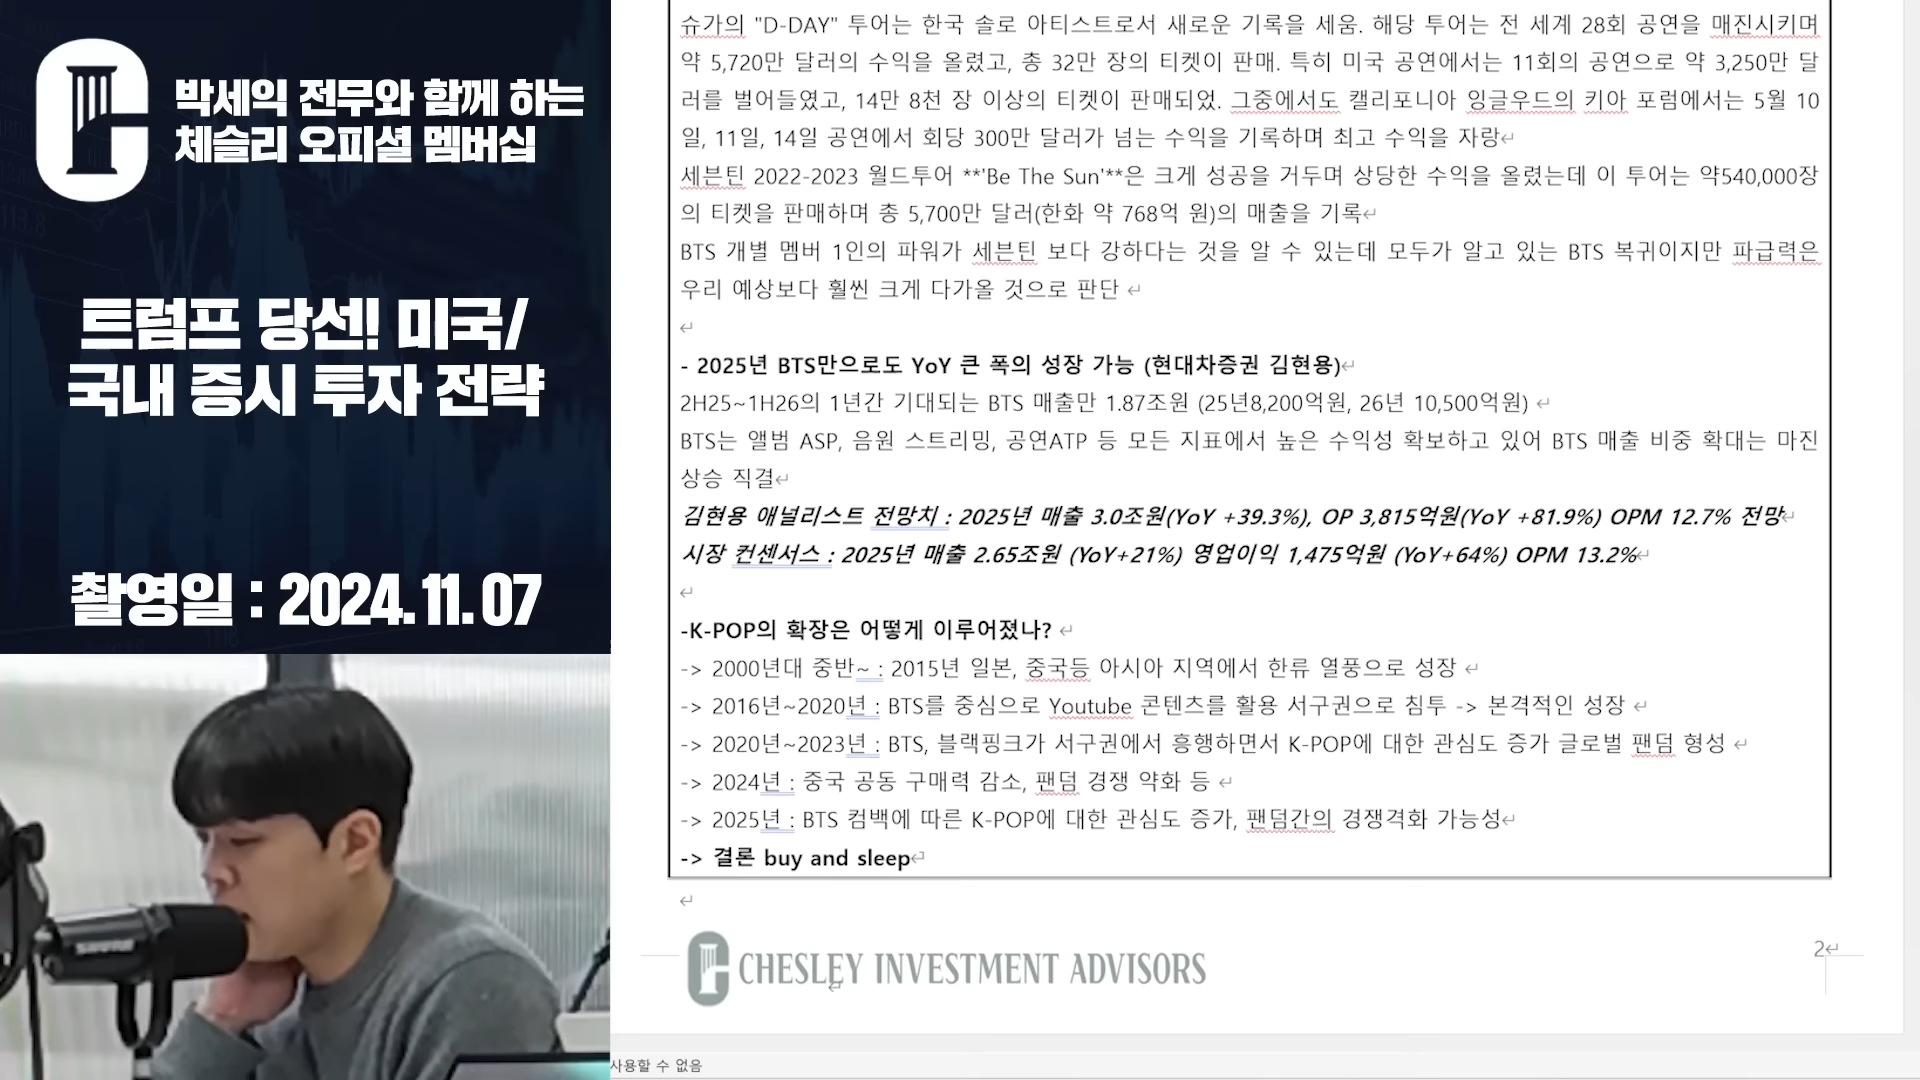 박세익 전무와 함께 하는
체슬리 오피셜 멤버십
트럼프 당선! 미국/
국내 증시 투자 전략
촬영일 : 2024. 11. 07
슈가의 "D-DAY" 투어는 한국 솔로 아티스트로서 새로운 기록을 세움. 해당 투어는 전 세계 28회 공연을 매진시키며
약 5,720만 달러의 수익을 올렸고, 총 32만 장의 티켓이 판매. 특히 미국 공연에서는 11회의 공연으로 약 3,250만 달
러를 벌어들였고, 14만 8천 장 이상의 티켓이 판매되었. 그중에서도 캘리포니아 잉글우드의 키아 포럼에서는 5월 10
일, 11일, 14일 공연에서 회당 300만 달러가 넘는 수익을 기록하며 최고 수익을 자랑↵
세븐틴 2022-2023 월드투어 **'Be The Sun'**은 크게 성공을 거두며 상당한 수익을 올렸는데 이 투어는 약540,000장
의 티켓을 판매하며 총 5,700만 달러(한화 약 768억 원)의 매출을 기록↵
BTS 개별 멤버 1인의 파워가 세븐틴 보다 강하다는 것을 알 수 있는데 모두가 알고 있는 BTS 복귀이지만 파급력은
우리 예상보다 훨씬 크게 다가올 것으로 판단 ↵
↵
- 2025년 BTS만으로도 YoY 큰 폭의 성장 가능 (현대차증권 김현용)↵
2H25~1H26의 1년간 기대되는 BTS 매출만 1.87조원 (25년8,200억원, 26년 10,500억원) ↵
BTS는 앨범 ASP, 음원 스트리밍, 공연ATP 등 모든 지표에서 높은 수익성 확보하고 있어 BTS 매출 비중 확대는 마진
상승 직결↵
김현용 애널리스트 전망치 : 2025년 매출 3.0조원(YoY +39.3%), OP 3,815억원(YoY +81.9%) OPM 12.7% 전망↵
시장 컨센서스 : 2025년 매출 2.65조원 (YoY+21%) 영업이익 1,475억원 (YoY+64%) OPM 13.2%↵
↵
-K-POP의 확장은 어떻게 이루어졌나? ↵
-> 2000년대 중반~ : 2015년 일본, 중국등 아시아 지역에서 한류 열풍으로 성장 ↵
-> 2016년~2020년 : BTS를 중심으로 Youtube 콘텐츠를 활용 서구권으로 침투 -> 본격적인 성장 ↵
-> 2020년~2023년 : BTS, 블랙핑크가 서구권에서 흥행하면서 K-POP에 대한 관심도 증가 글로벌 팬덤 형성 ↵
-> 2024년 : 중국 공동 구매력 감소, 팬덤 경쟁 약화 등 ↵
-> 2025년 : BTS 컴백에 따른 K-POP에 대한 관심도 증가, 팬덤간의 경쟁격화 가능성↵
-> 결론 buy and sleep↵
↵
CHESLEY INVESTMENT ADVISORS
2↵
사용할 수 없음
SHURE